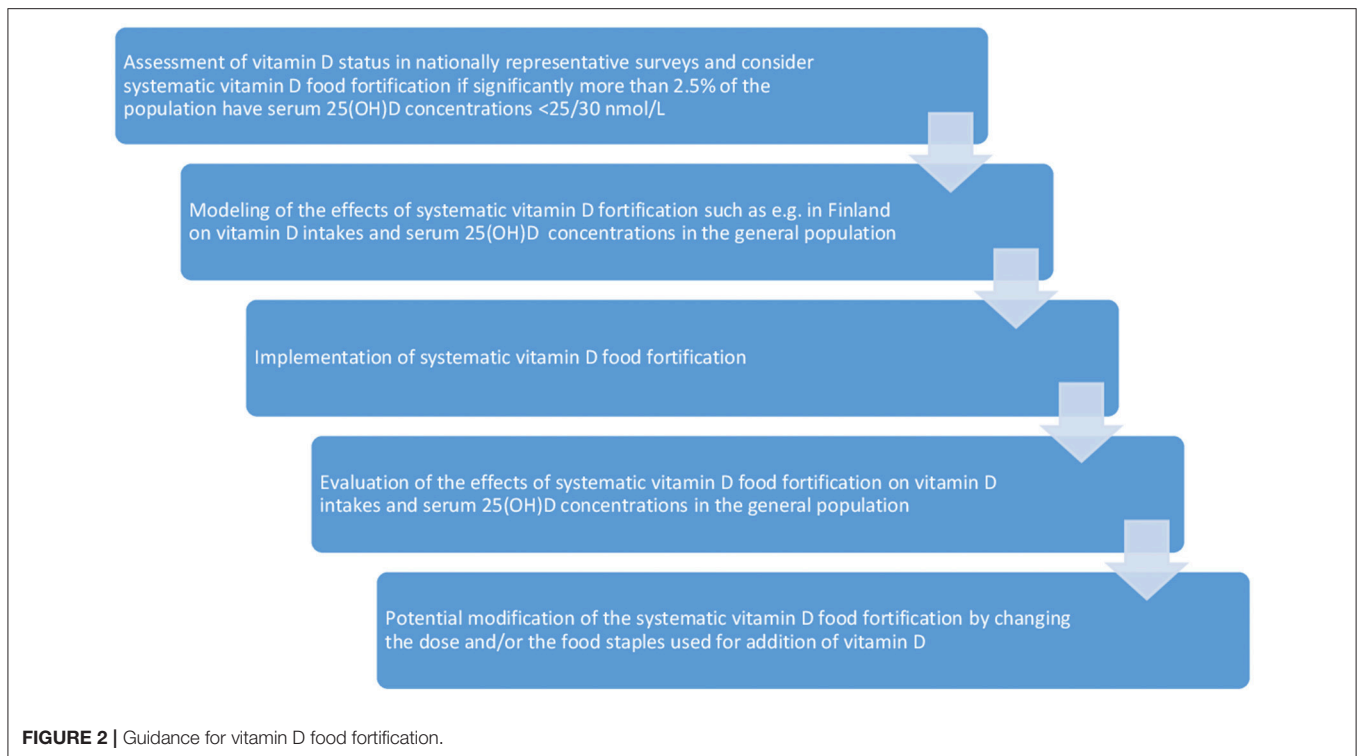 Assessment of vitamin D status in nationally representative surveys and consider
systematic vitamin D food fortification if significantly more than 2.5% of the
population have serum 25(OH)D concentrations <25/30 nmol/L
Modeling of the effects of systematic vitamin D fortification such as e.g. in Finland
on vitamin D intakes and serum 25(OH)D concentrations in the general population
Implementation of systematic vitamin D food fortification
Evaluation of the effects of systematic vitamin D food fortification on vitamin D
intakes and serum 25(OH)D concentrations in the general population
Potential modification of the systematic vitamin D food fortification by changing
the dose and/or the food staples used for addition of vitamin D
FIGURE 2 | Guidance for vitamin D food fortification.